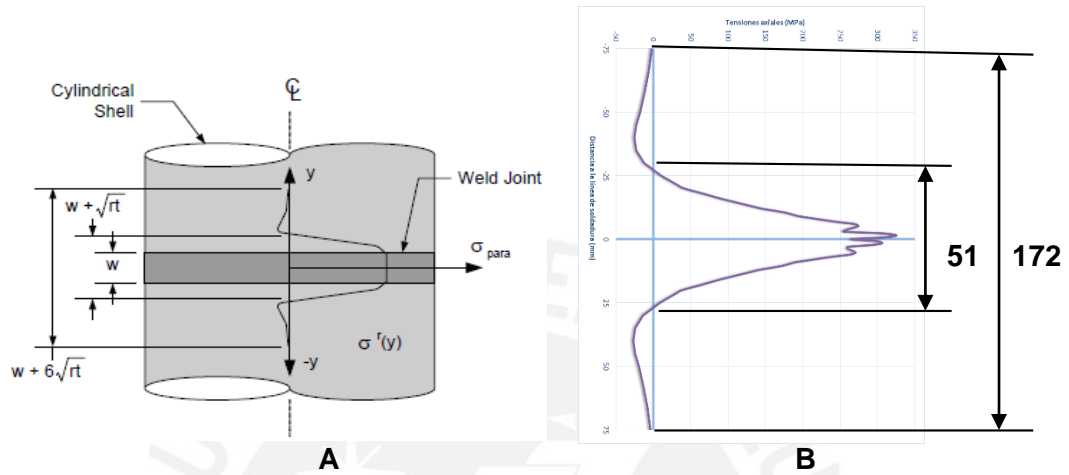 Cylindrical
Shell
℄
y
w + √rt
w
Weld Joint
σ para
σ r(y)
-y
w + 6√rt
A
Tensiones axiales (MPa)
-50
0
50
100
150
200
250
300
350
-75
-50
-25
0
25
50
75
Distancia a la linea de soldadura (mm)
51
172
B